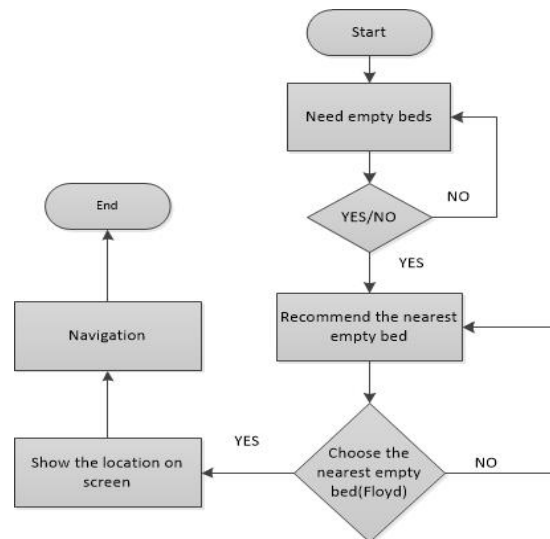 Start
Need empty beds
YES/NO
NO
YES
Recommend the nearest
empty bed
Choose the
nearest empty
bed(Floyd)
NO
YES
Show the location on
screen
Navigation
End